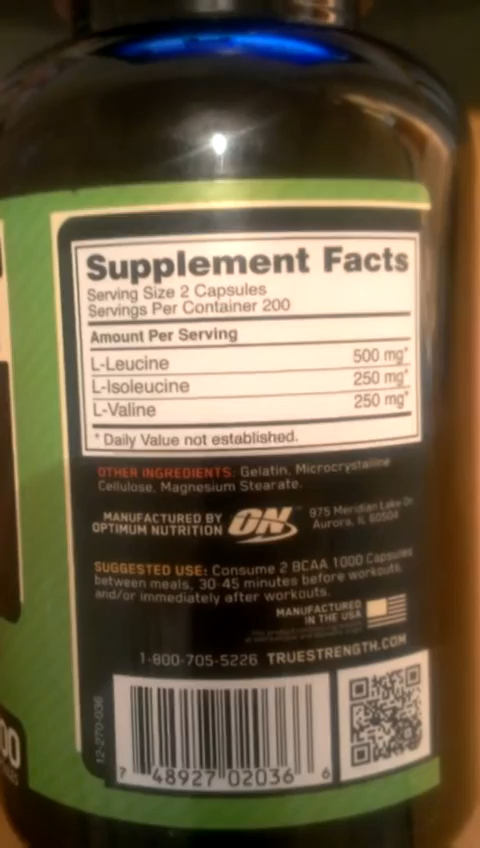 Supplement Facts
Serving Size 2 Capsules
Servings Per Container 200
Amount Per Serving
L-Leucine 500 mg*
L-Isoleucine 250 mg*
L-Valine 250 mg*
* Daily Value not established.
OTHER INGREDIENTS: Gelatin, Microcrystalline
Cellulose, Magnesium Stearate.
MANUFACTURED BY
OPTIMUM NUTRITION
ON
975 Meridian Lake Dr.
Aurora, IL 60504
SUGGESTED USE: Consume 2 BCAA 1000 Capsules
between meals, 30-45 minutes before workouts,
and/or immediately after workouts.
MANUFACTURED
IN THE USA
1-800-705-5226 TRUESTRENGTH.COM
12-270-036
7 48927 02036 6